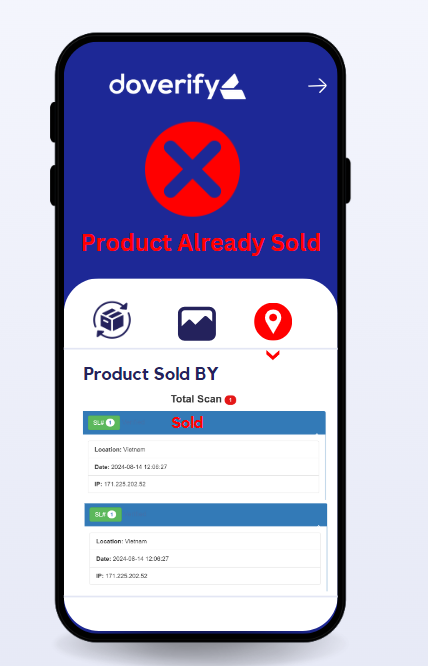 doverify
Product Already Sold
Product Sold BY
Total Scan 1
SL# 1 Sold
Location: Vietnam
Date: 2024-08-14 12:06:27
IP: 171.225.202.52
SL# 1
Location: Vietnam
Date: 2024-08-14 12:06:27
IP: 171.225.202.52